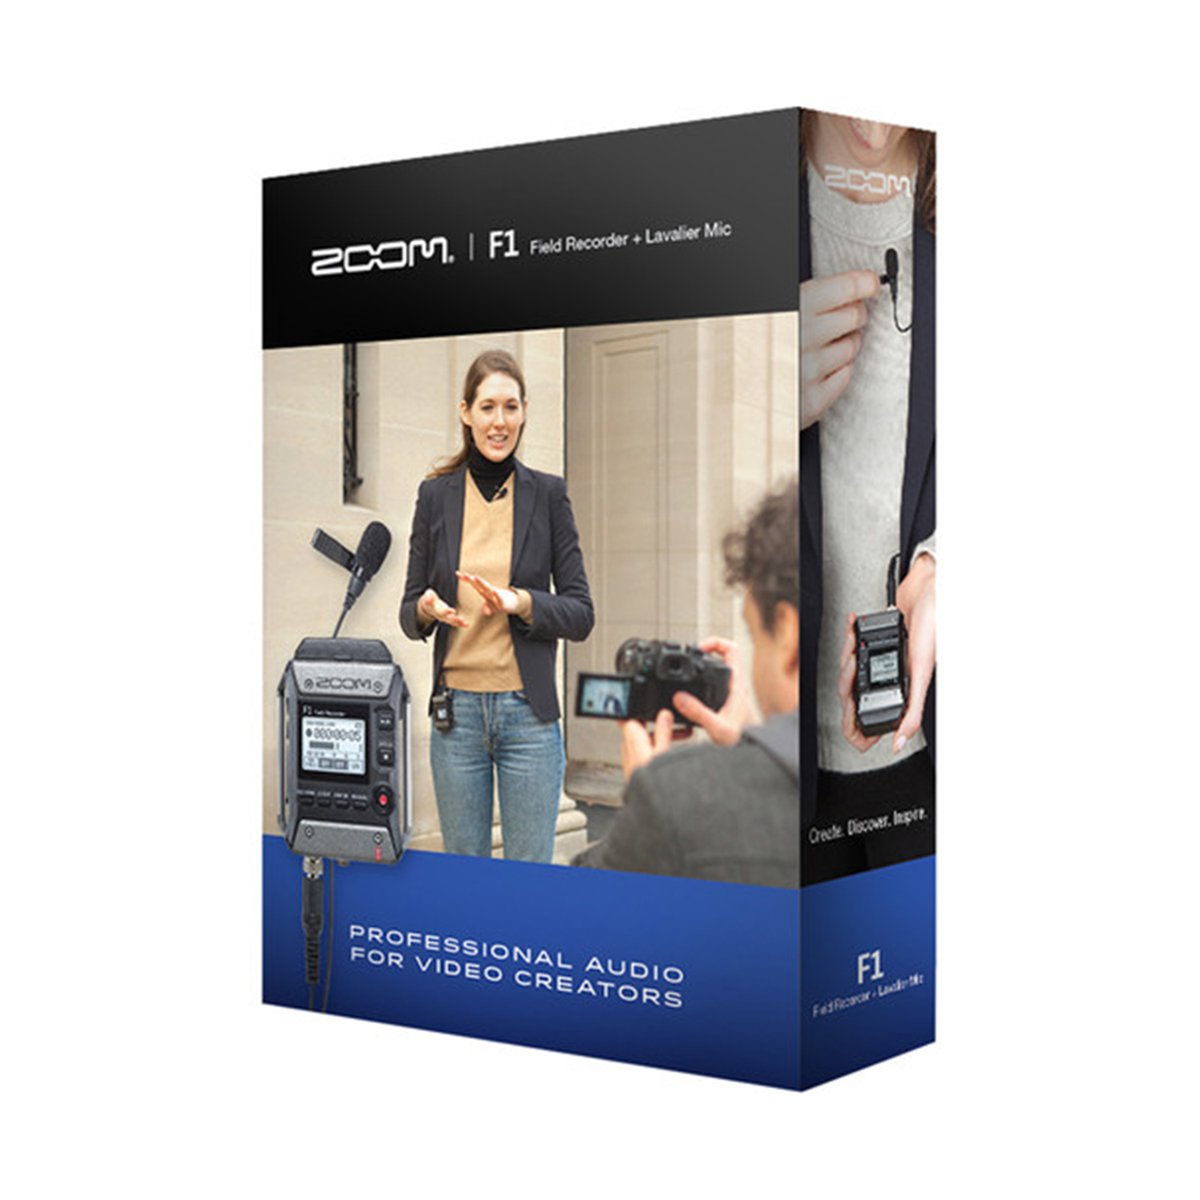 ZOOM® | F1 Field Recorder + Lavalier Mic
ZOOM
F1 Field Recorder
PROFESSIONAL AUDIO
FOR VIDEO CREATORS
ZOOM
Create. Discover. Inspire.
F1
Field Recorder + Lavalier Mic